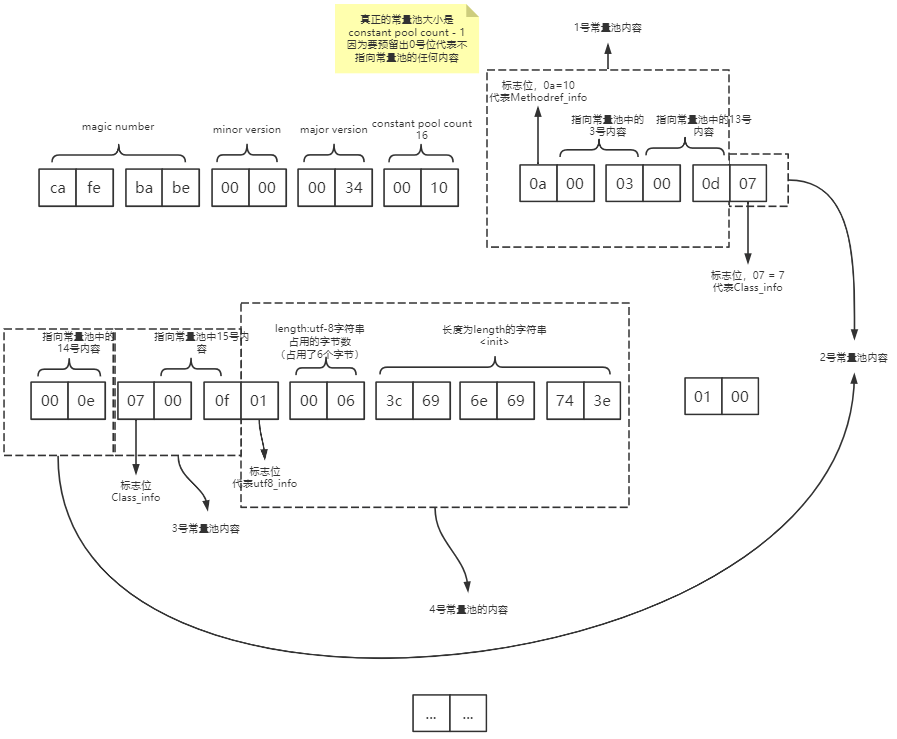 真正的常量池大小是
constant pool count - 1
因为要预留出0号位代表不
指向常量池的任何内容
1号常量池内容
标志位，0a=10
代表Methodref_info
指向常量池中的
3号内容
指向常量池中的13号
内容
magic number
minor version
major version
constant pool count
16
ca fe ba be 00 00 00 34 00 10 0a 00 03 00 0d 07
标志位，07 = 7
代表Class_info
2号常量池内容
指向常量池中的
14号内容
指向常量池中15号内
容
length:utf-8字符串
占用的字节数
（占用了6个字节）
长度为length的字符串
<init>
00 0e 07 00 0f 01 00 06 3c 69 6e 69 74 3e 01 00
标志位
Class_info
标志位
代表utf8_info
3号常量池内容
4号常量池的内容
... ...